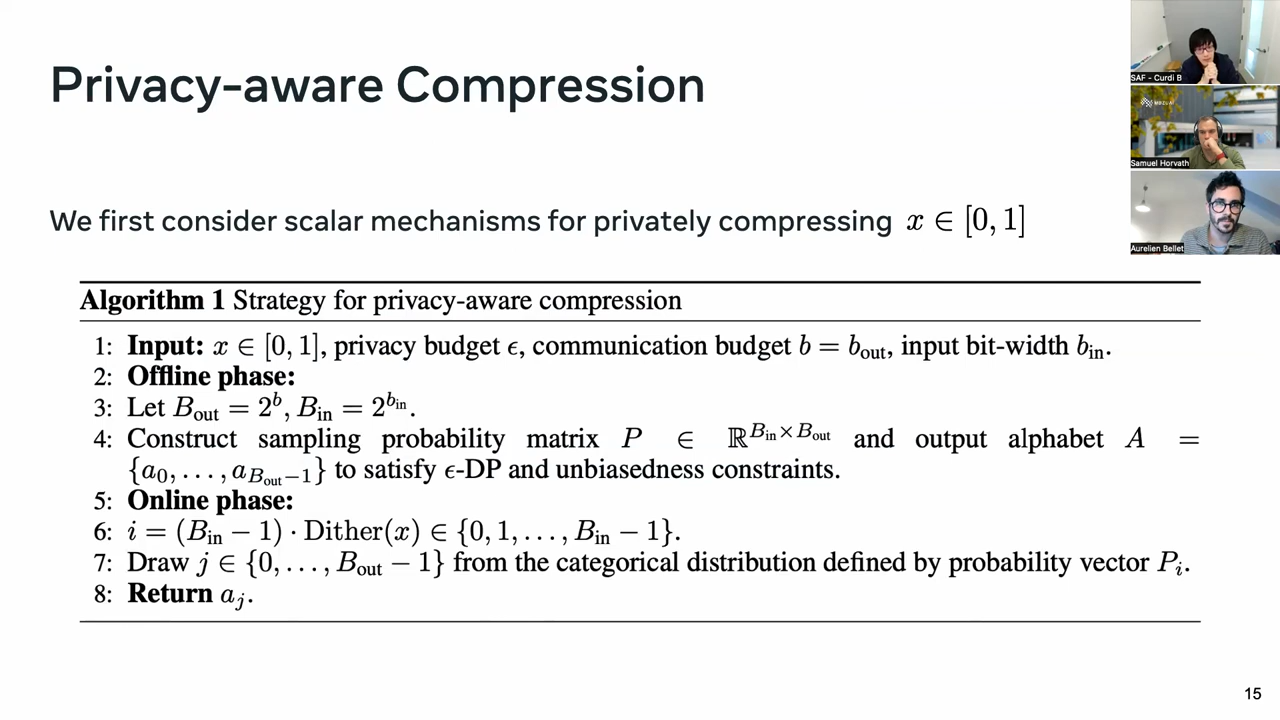 Privacy-aware Compression
We first consider scalar mechanisms for privately compressing x ∈ [0, 1]
Algorithm 1 Strategy for privacy-aware compression
1: Input: x ∈ [0, 1], privacy budget ϵ, communication budget b = b_out, input bit-width b_in.
2: Offline phase:
3: Let B_out = 2^b, B_in = 2^{b_in}.
4: Construct sampling probability matrix P ∈ ℝ^{B_in×B_out} and output alphabet A =
{a_0, . . . , a_{B_out−1}} to satisfy ϵ-DP and unbiasedness constraints.
5: Online phase:
6: i = (B_in − 1) · Dither(x) ∈ {0, 1, . . . , B_in − 1}.
7: Draw j ∈ {0, . . . , B_out − 1} from the categorical distribution defined by probability vector P_i.
8: Return a_j.
SAF - Curdi B
Samuel Horvath
Aurelien Bellet
15